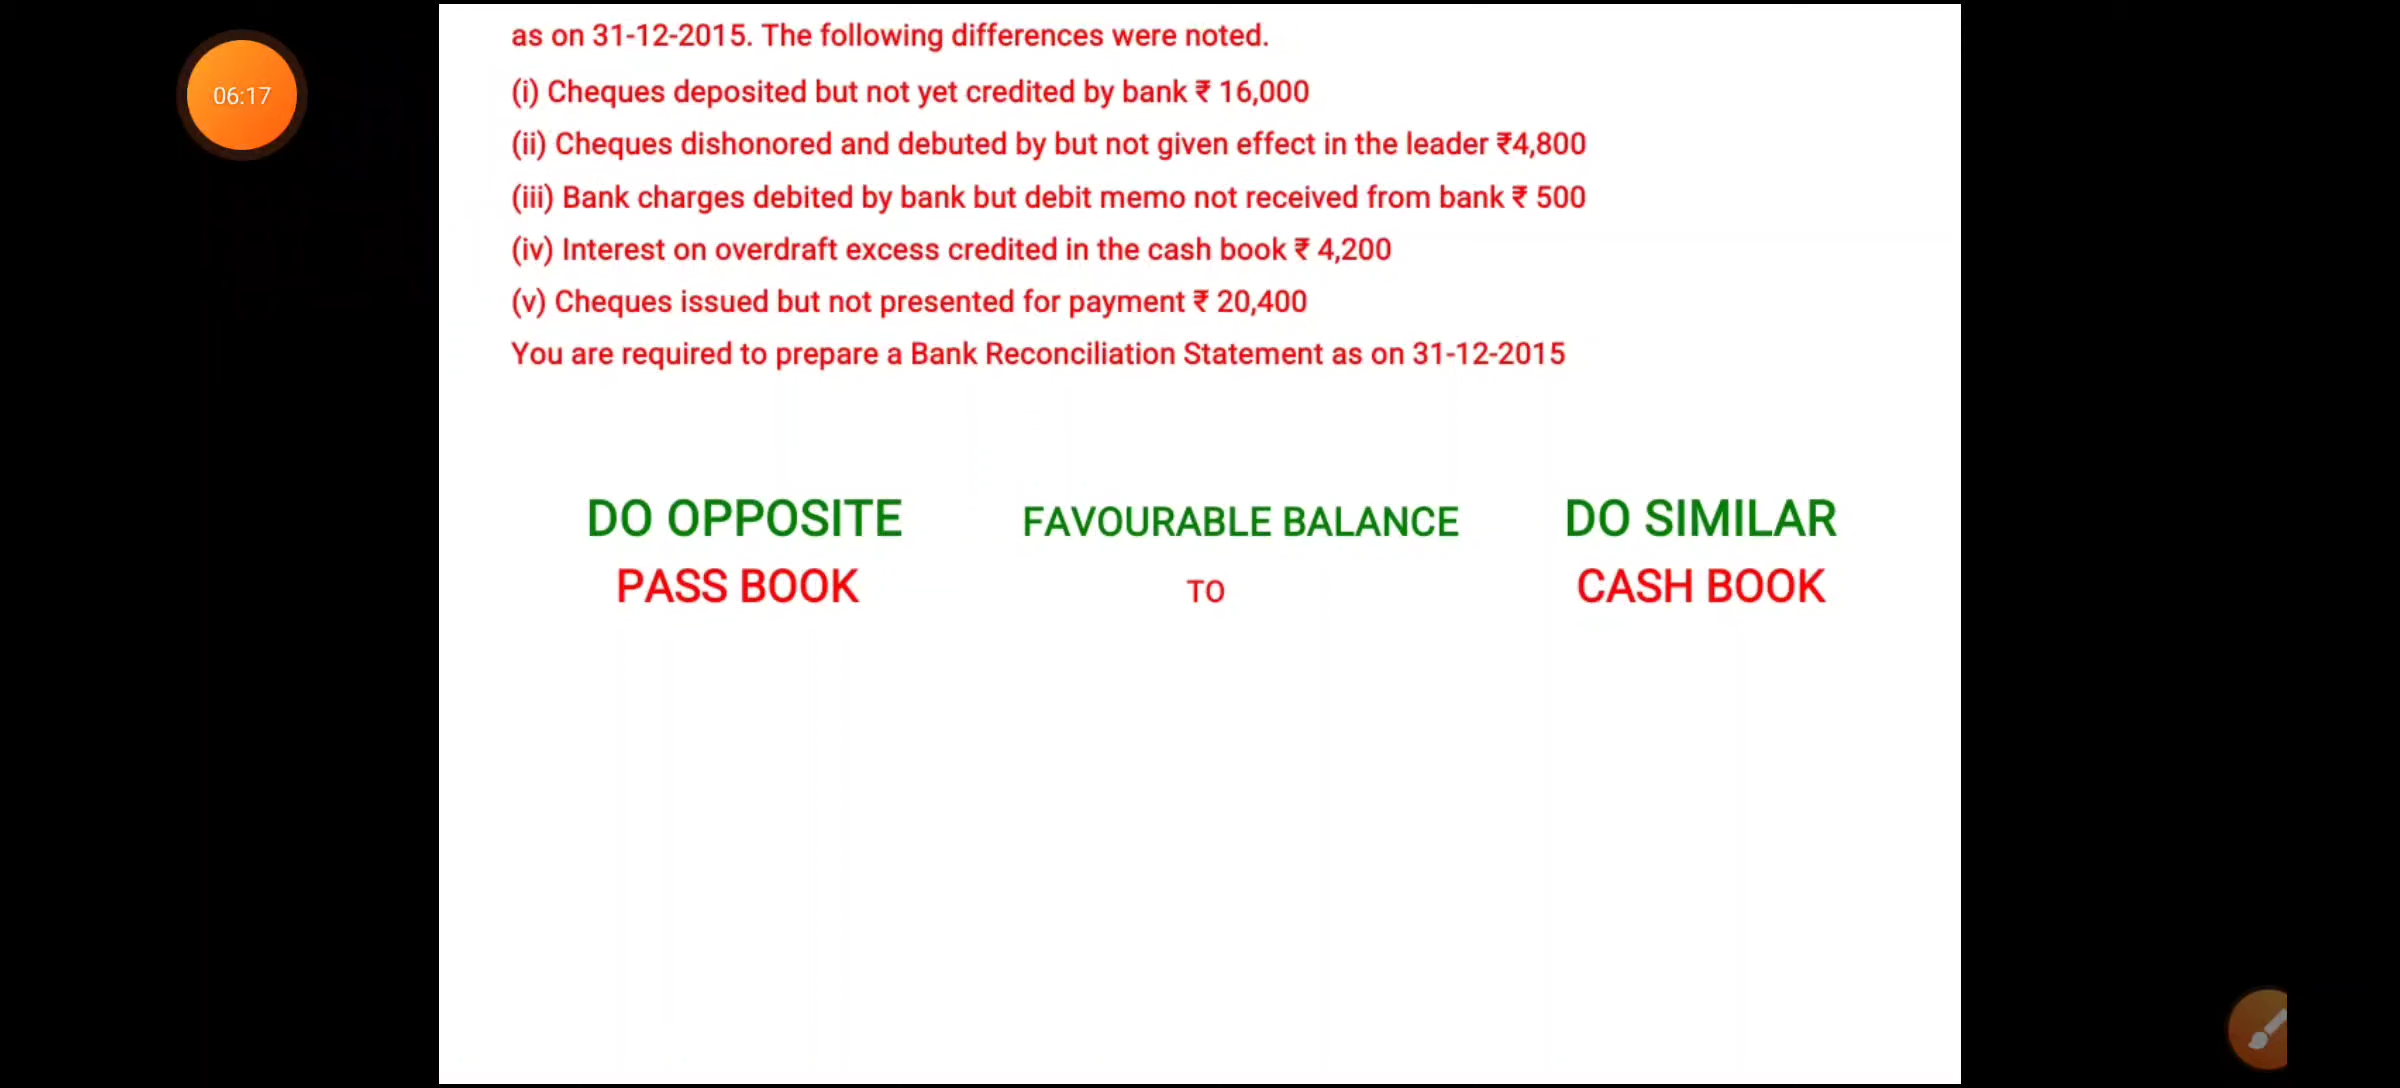 as on 31-12-2015. The following differences were noted.
06:17
(i) Cheques deposited but not yet credited by bank ₹ 16,000
(ii) Cheques dishonored and debuted by but not given effect in the leader ₹4,800
(iii) Bank charges debited by bank but debit memo not received from bank ₹ 500
(iv) Interest on overdraft excess credited in the cash book ₹ 4,200
(v) Cheques issued but not presented for payment ₹ 20,400
You are required to prepare a Bank Reconciliation Statement as on 31-12-2015
DO OPPOSITE FAVOURABLE BALANCE DO SIMILAR
PASS BOOK TO CASH BOOK